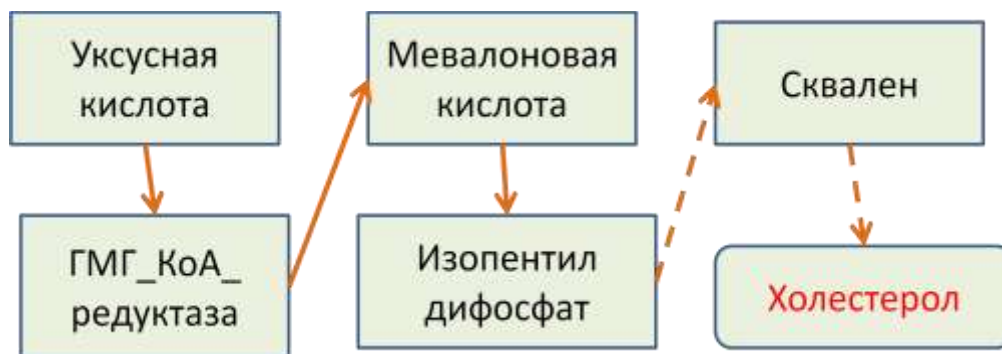 Уксусная
кислота
ГМГ_КоА_
редуктаза
Мевалоновая
кислота
Изопентил
дифосфат
Сквален
Холестерол